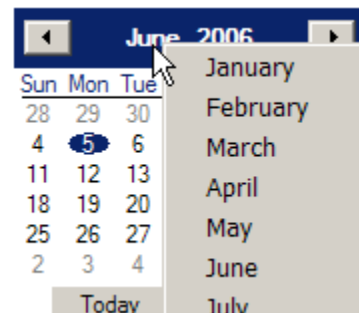 June 2006
Sun Mon Tue
28 29 30
4 5 6
11 12 13
18 19 20
25 26 27
2 3 4
Today
January
February
March
April
May
June
July